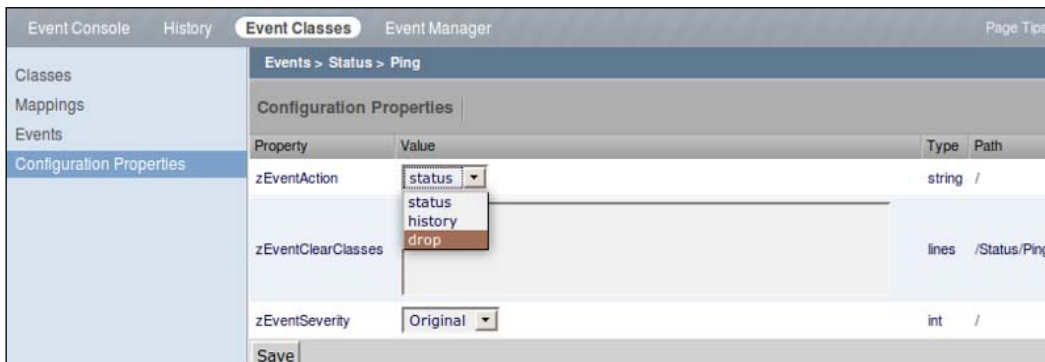 Event Console History Event Classes Event Manager Page Tips
Classes
Mappings
Events
Configuration Properties
Events > Status > Ping
Configuration Properties
Property Value Type Path
zEventAction status string /
status
history
drop
zEventClearClasses lines /Status/Ping
zEventSeverity Original int /
Save